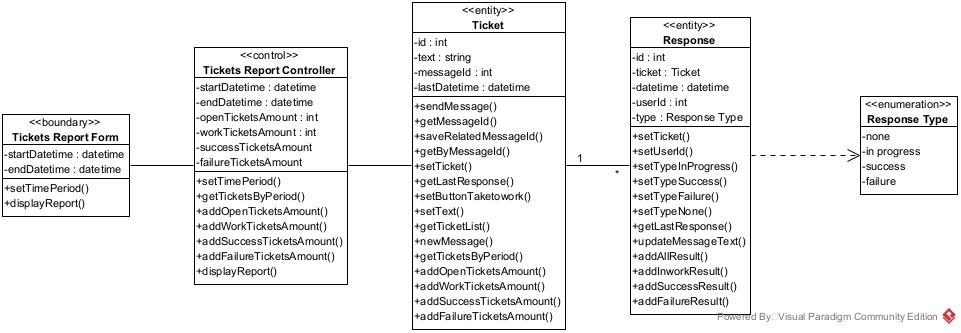 <<boundary>>
Tickets Report Form
-startDatetime : datetime
-endDatetime : datetime
+setTimePeriod()
+displayReport()
<<control>>
Tickets Report Controller
-startDatetime : datetime
-endDatetime : datetime
-openTicketsAmount : int
-workTicketsAmount : int
-successTicketsAmount
-failureTicketsAmount
+setTimePeriod()
+getTicketsByPeriod()
+addOpenTicketsAmount()
+addWorkTicketsAmount()
+addSuccessTicketsAmount()
+addFailureTicketsAmount()
+displayReport()
<<entity>>
Ticket
-id : int
-text : string
-messageId : int
-lastDatetime : datetime
+sendMessage()
+getMessageId()
+saveRelatedMessageId()
+getByMessageId()
+setTicket()
+getLastResponse()
+setButtonTaketowork()
+setText()
+getTicketList()
+newMessage()
+getTicketsByPeriod()
+addOpenTicketsAmount()
+addWorkTicketsAmount()
+addSuccessTicketsAmount()
+addFailureTicketsAmount()
1
*
<<entity>>
Response
-id : int
-ticket : Ticket
-datetime : datetime
-userId : int
-type : Response Type
+setTicket()
+setUserId()
+setTypeInProgress()
+setTypeSuccess()
+setTypeFailure()
+setTypeNone()
+getLastResponse()
+updateMessageText()
+addAllResult()
+addInworkResult()
+addSuccessResult()
+addFailureResult()
<<enumeration>>
Response Type
-none
-in progress
-success
-failure
Powered By Visual Paradigm Community Edition